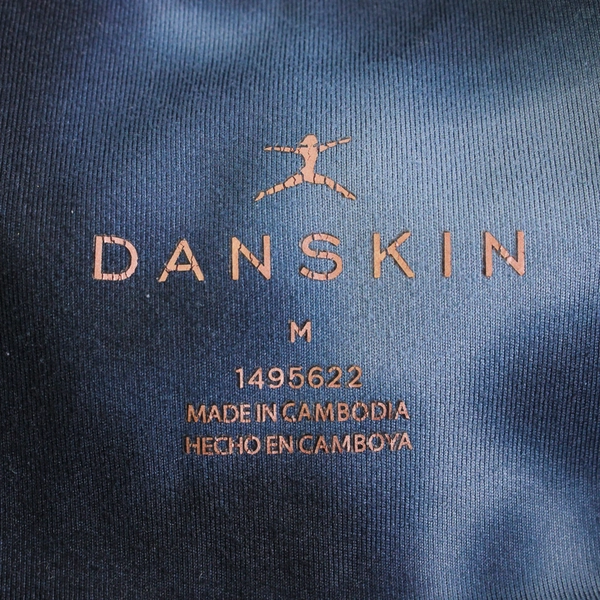 DANSKIN
M
1495622
MADE IN CAMBODIA
HECHO EN CAMBOYA